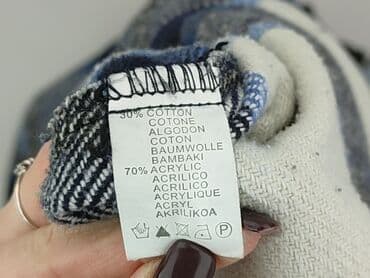 30% COTTON
COTONE
ALGODON
COTON
BAUMWOLLE
BAMBAKI
70% ACRYLIC
ACRILICO
ACRILICO
ACRYLIQUE
ACRYL
AKRILIKOA
P